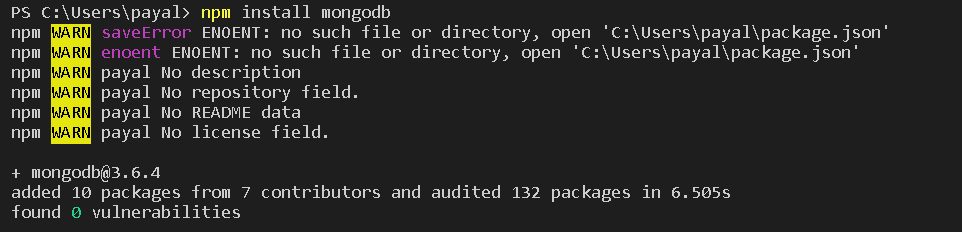 PS C:\Users\payal> npm install mongodb
npm WARN saveError ENOENT: no such file or directory, open 'C:\Users\payal\package.json'
npm WARN enoent ENOENT: no such file or directory, open 'C:\Users\payal\package.json'
npm WARN payal No description
npm WARN payal No repository field.
npm WARN payal No README data
npm WARN payal No license field.
+ mongodb@3.6.4
added 10 packages from 7 contributors and audited 132 packages in 6.505s
found 0 vulnerabilities